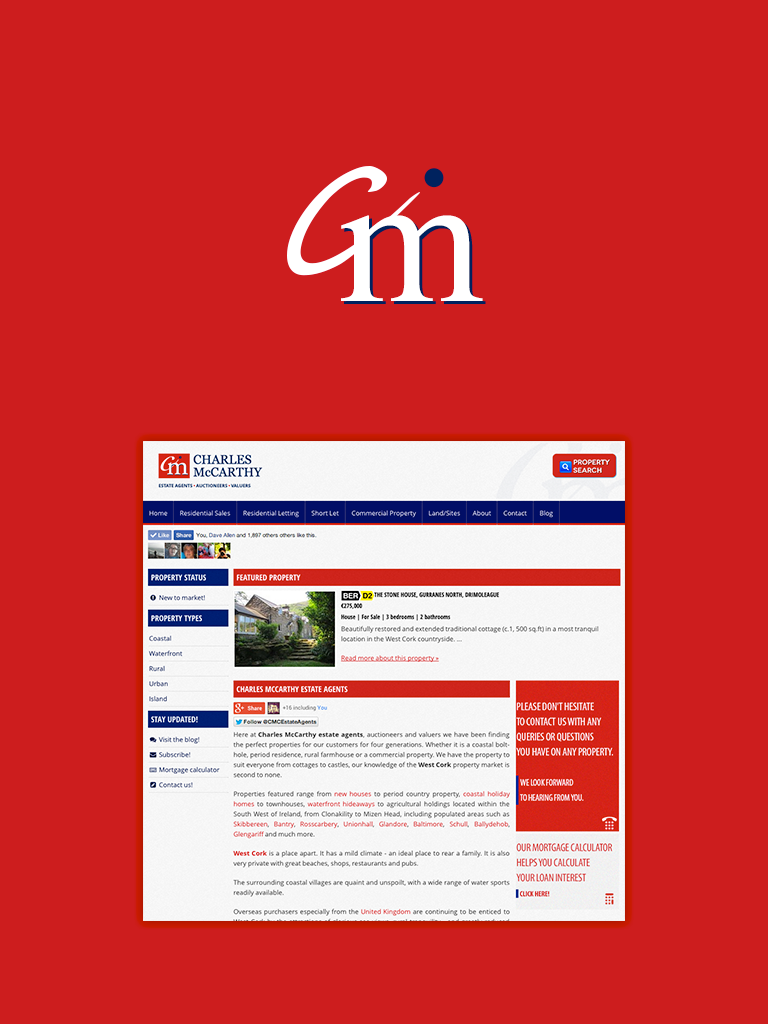 Cm
Cm CHARLES
McCARTHY
ESTATE AGENTS • AUCTIONEERS • VALUERS
PROPERTY
SEARCH
Home Residential Sales Residential Letting Short Let Commercial Property Land/Sites About Contact Blog
Like Share You, Dave Allen and 1,897 others others like this.
PROPERTY STATUS
New to market!
PROPERTY TYPES
Coastal
Waterfront
Rural
Urban
Island
STAY UPDATED!
Visit the blog!
Subscribe!
Mortgage calculator
Contact us!
FEATURED PROPERTY
BER D2 THE STONE HOUSE, GURRANES NORTH, DRIMOLEAGUE
€275,000
House | For Sale | 3 bedrooms | 2 bathrooms
Beautifully restored and extended traditional cottage (c.1, 500 sq.ft) in a most tranquil
location in the West Cork countryside. ...
Read more about this property »
CHARLES MCCARTHY ESTATE AGENTS
g+ Share +16 including You
Follow @CMCEstateAgents
Here at Charles McCarthy estate agents, auctioneers and valuers we have been finding
the perfect properties for our customers for four generations. Whether it is a coastal bolt-
hole, period residence, rural farmhouse or a commercial property. We have the property to
suit everyone from cottages to castles, our knowledge of the West Cork property market is
second to none.
Properties featured range from new houses to period country property, coastal holiday
homes to townhouses, waterfront hideaways to agricultural holdings located within the
South West of Ireland, from Clonakility to Mizen Head, including populated areas such as
Skibbereen, Bantry, Rosscarbery, Unionhall, Glandore, Baltimore, Schull, Ballydehob,
Glengariff and much more.
West Cork is a place apart. It has a mild climate - an ideal place to rear a family. It is also
very private with great beaches, shops, restaurants and pubs.
The surrounding coastal villages are quaint and unspoilt, with a wide range of water sports
readily available.
Overseas purchasers especially from the United Kingdom are continuing to be enticed to
PLEASE DON'T HESITATE
TO CONTACT US WITH ANY
QUERIES OR QUESTIONS
YOU HAVE ON ANY PROPERTY.
WE LOOK FORWARD
TO HEARING FROM YOU.
OUR MORTGAGE CALCULATOR
HELPS YOU CALCULATE
YOUR LOAN INTEREST
CLICK HERE!